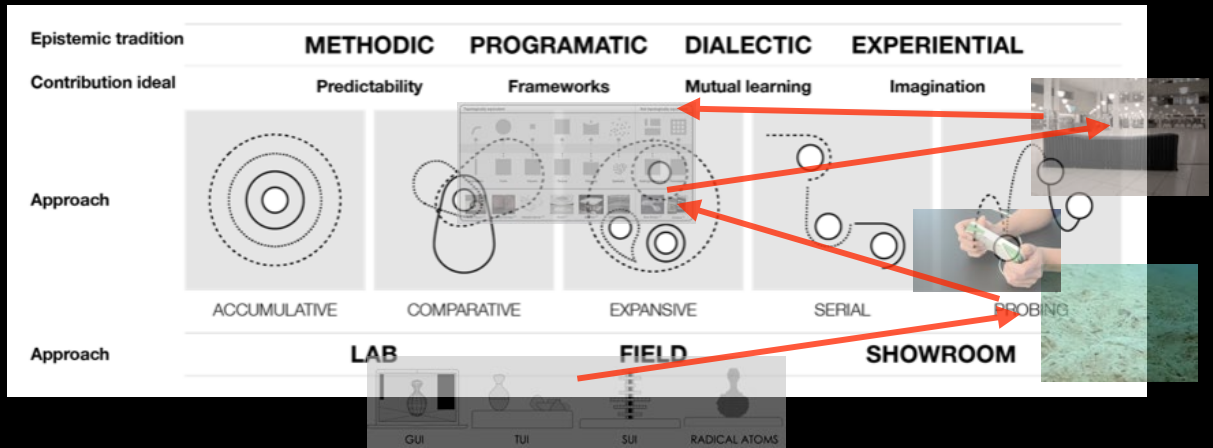 Epistemic tradition METHODIC PROGRAMATIC DIALECTIC EXPERIENTIAL
Contribution ideal Predictability Frameworks Mutual learning Imagination
Approach
ACCUMULATIVE COMPARATIVE EXPANSIVE SERIAL PROBING
Approach LAB FIELD SHOWROOM
GUI TUI SUI RADICAL ATOMS